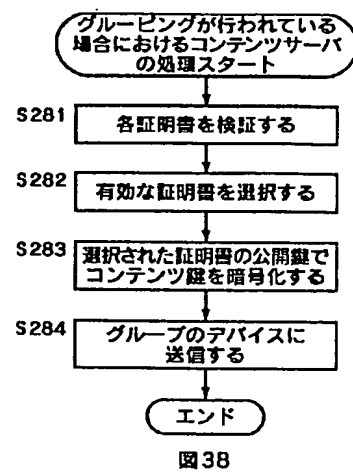 グルーピングが行われている
場合におけるコンテンツサーバ
の処理スタート
S281
各証明書を検証する
S282
有効な証明書を選択する
S283
選択された証明書の公開鍵で
コンテンツ鍵を暗号化する
S284
グループのデバイスに
送信する
エンド
図38